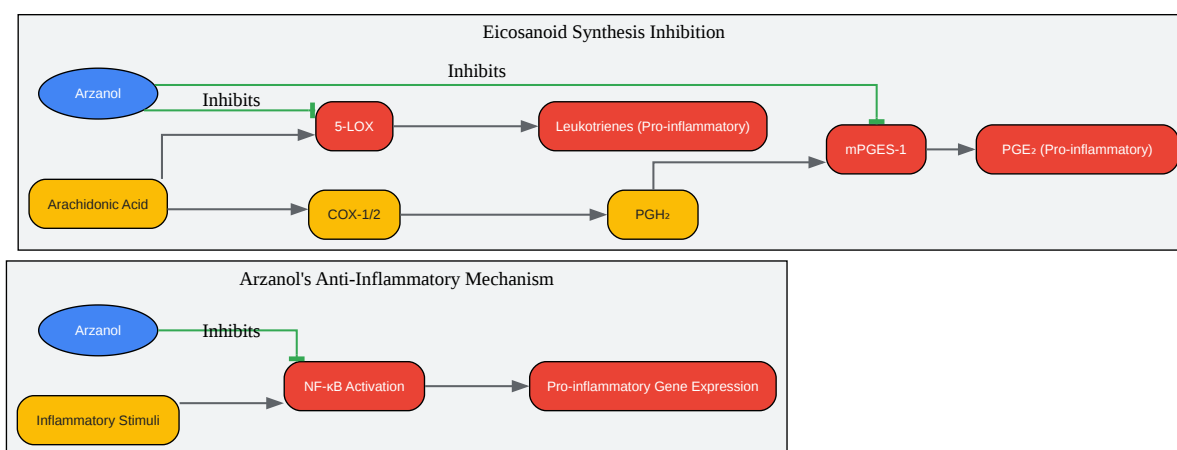 Eicosanoid Synthesis Inhibition
Inhibits
Arzanol
Inhibits
5-LOX
Leukotrienes (Pro-inflammatory)
mPGES-1
PGE₂ (Pro-inflammatory)
Arachidonic Acid
COX-1/2
PGH₂
Arzanol's Anti-Inflammatory Mechanism
Arzanol
Inhibits
NF-κB Activation
Pro-inflammatory Gene Expression
Inflammatory Stimuli